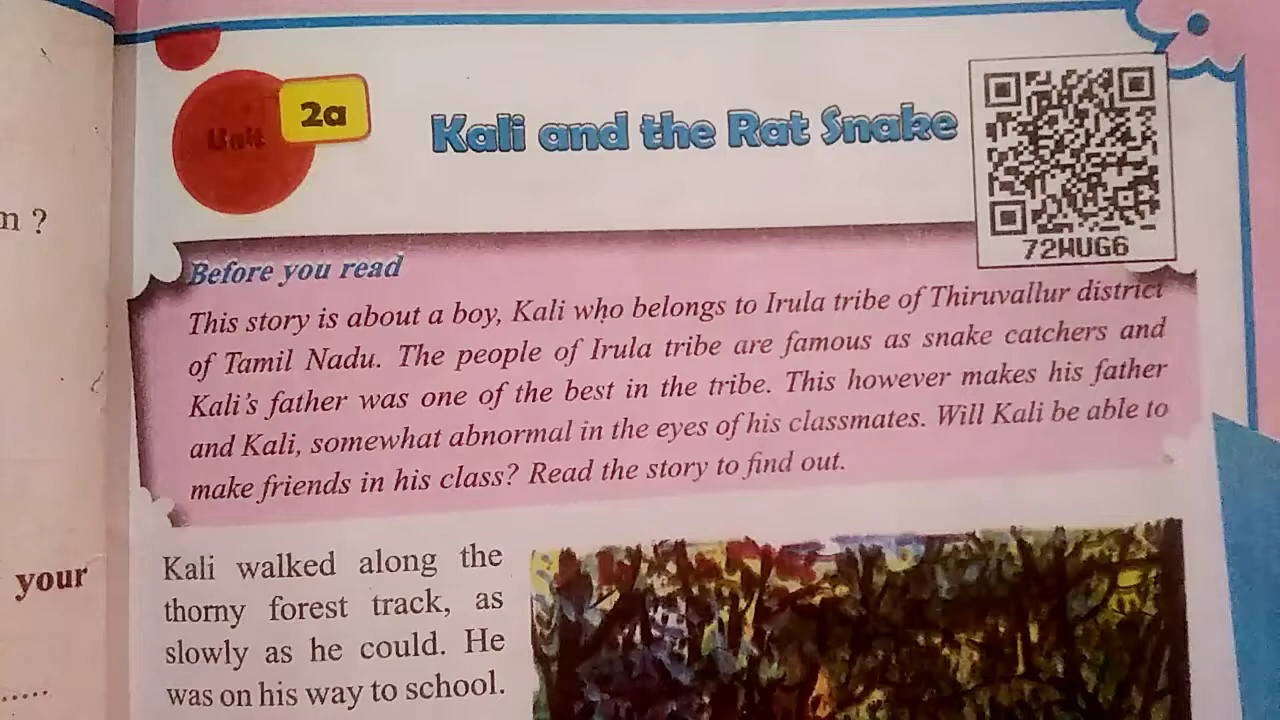 n ?
your
.....
Unit
2a
Kali and the Rat Snake
72WUG6
Before you read
This story is about a boy, Kali who belongs to Irula tribe of Thiruvallur district
of Tamil Nadu. The people of Irula tribe are famous as snake catchers and
Kali's father was one of the best in the tribe. This however makes his father
and Kali, somewhat abnormal in the eyes of his classmates. Will Kali be able to
make friends in his class? Read the story to find out.
Kali walked along the
thorny forest track, as
slowly as he could. He
was on his way to school.